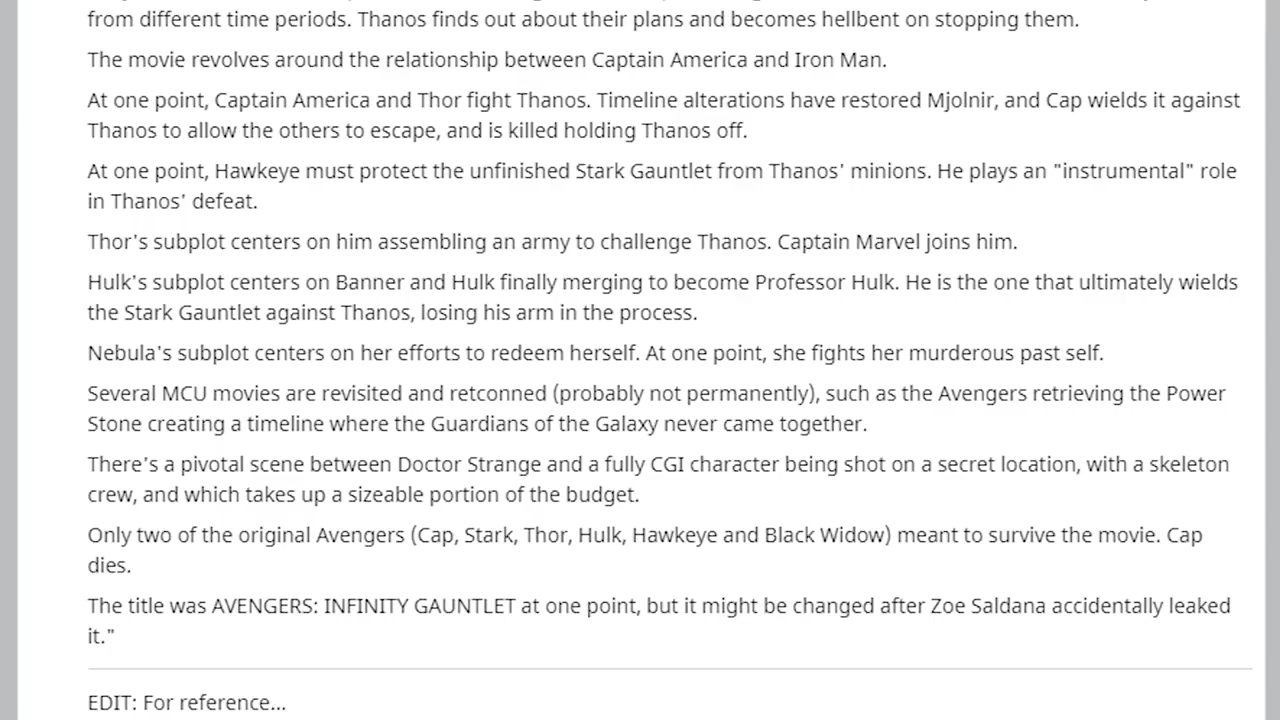 from different time periods. Thanos finds out about their plans and becomes hellbent on stopping them.
The movie revolves around the relationship between Captain America and Iron Man.
At one point, Captain America and Thor fight Thanos. Timeline alterations have restored Mjolnir, and Cap wields it against
Thanos to allow the others to escape, and is killed holding Thanos off.
At one point, Hawkeye must protect the unfinished Stark Gauntlet from Thanos' minions. He plays an "instrumental" role
in Thanos' defeat.
Thor's subplot centers on him assembling an army to challenge Thanos. Captain Marvel joins him.
Hulk's subplot centers on Banner and Hulk finally merging to become Professor Hulk. He is the one that ultimately wields
the Stark Gauntlet against Thanos, losing his arm in the process.
Nebula's subplot centers on her efforts to redeem herself. At one point, she fights her murderous past self.
Several MCU movies are revisited and retconned (probably not permanently), such as the Avengers retrieving the Power
Stone creating a timeline where the Guardians of the Galaxy never came together.
There's a pivotal scene between Doctor Strange and a fully CGI character being shot on a secret location, with a skeleton
crew, and which takes up a sizeable portion of the budget.
Only two of the original Avengers (Cap, Stark, Thor, Hulk, Hawkeye and Black Widow) meant to survive the movie. Cap
dies.
The title was AVENGERS: INFINITY GAUNTLET at one point, but it might be changed after Zoe Saldana accidentally leaked
it."
EDIT: For reference...